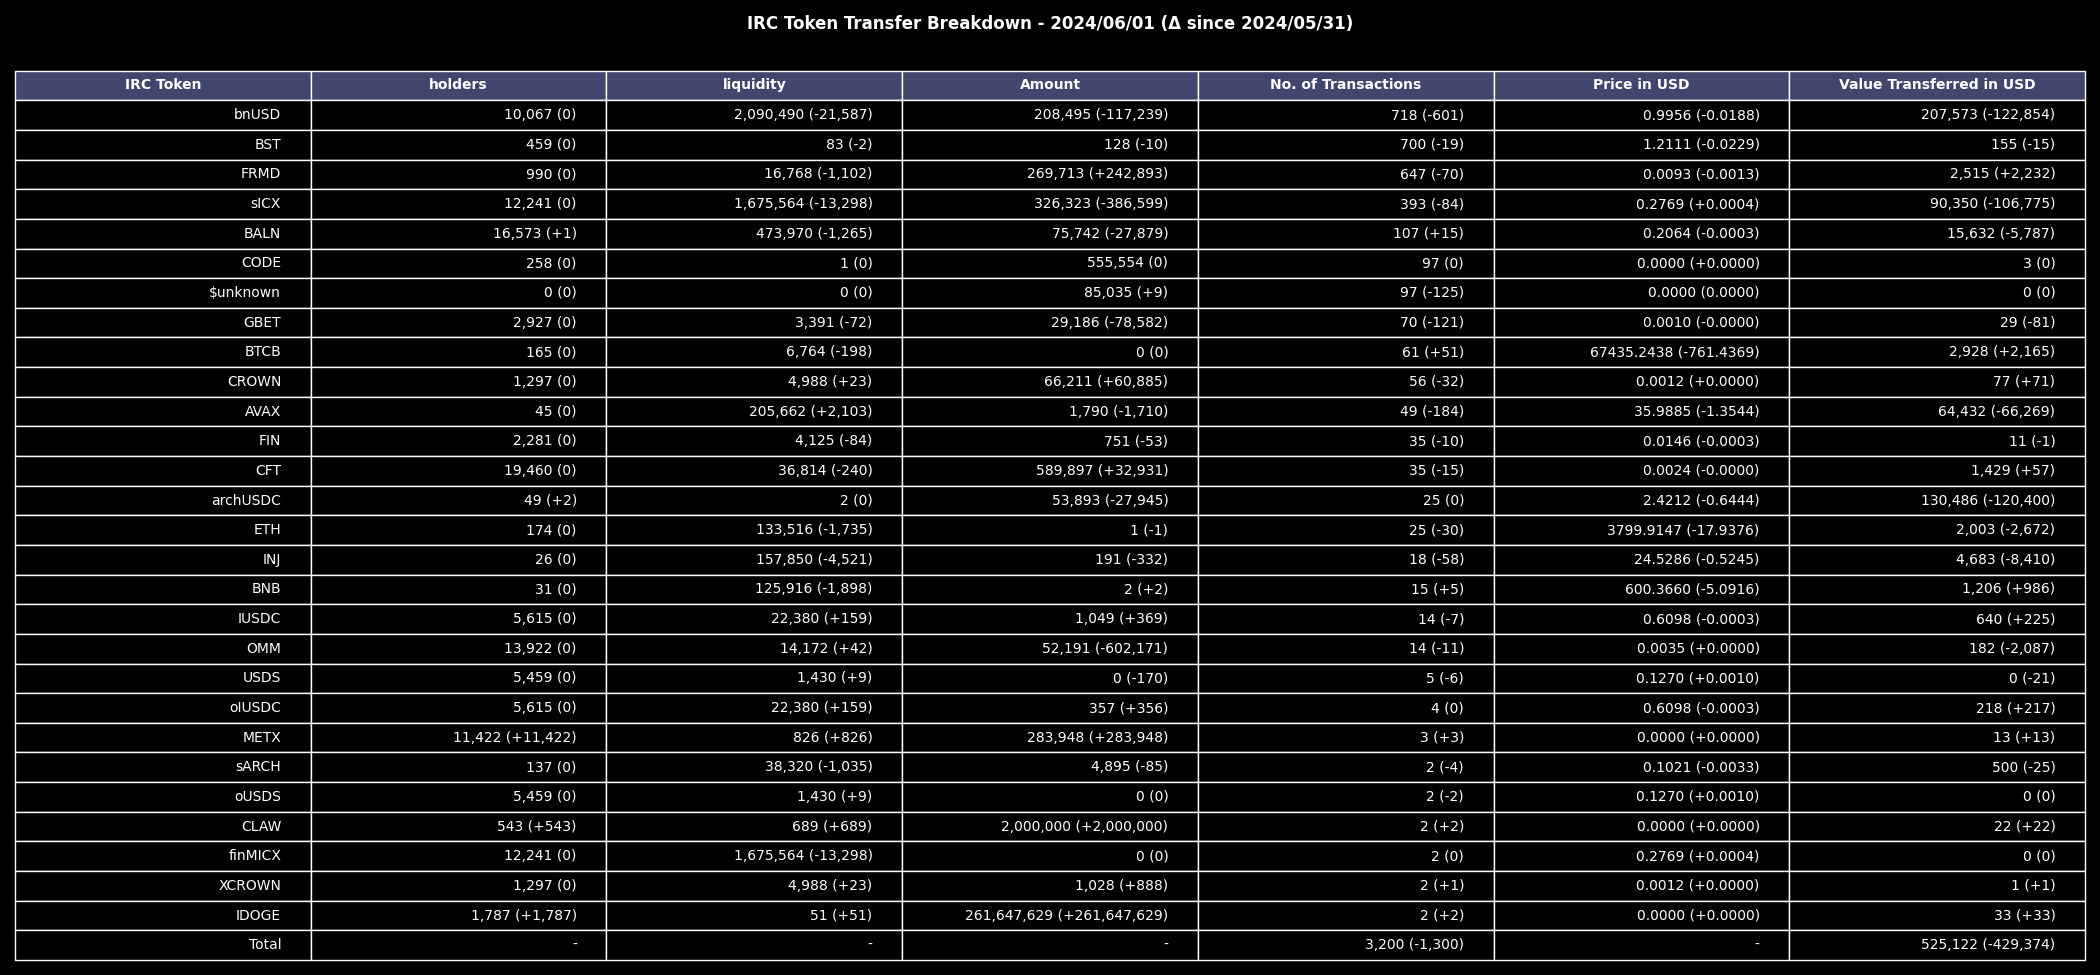 IRC Token Transfer Breakdown - 2024/06/01 (Δ since 2024/05/31)
IRC Token holders liquidity Amount No. of Transactions Price in USD Value Transferred in USD
bnUSD 10,067 (0) 2,090,490 (-21,587) 208,495 (-117,239) 718 (-601) 0.9956 (-0.0188) 207,573 (-122,854)
BST 459 (0) 83 (-2) 128 (-10) 700 (-19) 1.2111 (-0.0229) 155 (-15)
FRMD 990 (0) 16,768 (-1,102) 269,713 (+242,893) 647 (-70) 0.0093 (-0.0013) 2,515 (+2,232)
sICX 12,241 (0) 1,675,564 (-13,298) 326,323 (-386,599) 393 (-84) 0.2769 (+0.0004) 90,350 (-106,775)
BALN 16,573 (+1) 473,970 (-1,265) 75,742 (-27,879) 107 (+15) 0.2064 (-0.0003) 15,632 (-5,787)
CODE 258 (0) 1 (0) 555,554 (0) 97 (0) 0.0000 (+0.0000) 3 (0)
$unknown 0 (0) 0 (0) 85,035 (+9) 97 (-125) 0.0000 (0.0000) 0 (0)
GBET 2,927 (0) 3,391 (-72) 29,186 (-78,582) 70 (-121) 0.0010 (-0.0000) 29 (-81)
BTCB 165 (0) 6,764 (-198) 0 (0) 61 (+51) 67435.2438 (-761.4369) 2,928 (+2,165)
CROWN 1,297 (0) 4,988 (+23) 66,211 (+60,885) 56 (-32) 0.0012 (+0.0000) 77 (+71)
AVAX 45 (0) 205,662 (+2,103) 1,790 (-1,710) 49 (-184) 35.9885 (-1.3544) 64,432 (-66,269)
FIN 2,281 (0) 4,125 (-84) 751 (-53) 35 (-10) 0.0146 (-0.0003) 11 (-1)
CFT 19,460 (0) 36,814 (-240) 589,897 (+32,931) 35 (-15) 0.0024 (-0.0000) 1,429 (+57)
archUSDC 49 (+2) 2 (0) 53,893 (-27,945) 25 (0) 2.4212 (-0.6444) 130,486 (-120,400)
ETH 174 (0) 133,516 (-1,735) 1 (-1) 25 (-30) 3799.9147 (-17.9376) 2,003 (-2,672)
INJ 26 (0) 157,850 (-4,521) 191 (-332) 18 (-58) 24.5286 (-0.5245) 4,683 (-8,410)
BNB 31 (0) 125,916 (-1,898) 2 (+2) 15 (+5) 600.3660 (-5.0916) 1,206 (+986)
IUSDC 5,615 (0) 22,380 (+159) 1,049 (+369) 14 (-7) 0.6098 (-0.0003) 640 (+225)
OMM 13,922 (0) 14,172 (+42) 52,191 (-602,171) 14 (-11) 0.0035 (+0.0000) 182 (-2,087)
USDS 5,459 (0) 1,430 (+9) 0 (-170) 5 (-6) 0.1270 (+0.0010) 0 (-21)
oIUSDC 5,615 (0) 22,380 (+159) 357 (+356) 4 (0) 0.6098 (-0.0003) 218 (+217)
METX 11,422 (+11,422) 826 (+826) 283,948 (+283,948) 3 (+3) 0.0000 (+0.0000) 13 (+13)
sARCH 137 (0) 38,320 (-1,035) 4,895 (-85) 2 (-4) 0.1021 (-0.0033) 500 (-25)
oUSDS 5,459 (0) 1,430 (+9) 0 (0) 2 (-2) 0.1270 (+0.0010) 0 (0)
CLAW 543 (+543) 689 (+689) 2,000,000 (+2,000,000) 2 (+2) 0.0000 (+0.0000) 22 (+22)
finMICX 12,241 (0) 1,675,564 (-13,298) 0 (0) 2 (0) 0.2769 (+0.0004) 0 (0)
XCROWN 1,297 (0) 4,988 (+23) 1,028 (+888) 2 (+1) 0.0012 (+0.0000) 1 (+1)
IDOGE 1,787 (+1,787) 51 (+51) 261,647,629 (+261,647,629) 2 (+2) 0.0000 (+0.0000) 33 (+33)
Total - - - 3,200 (-1,300) - 525,122 (-429,374)